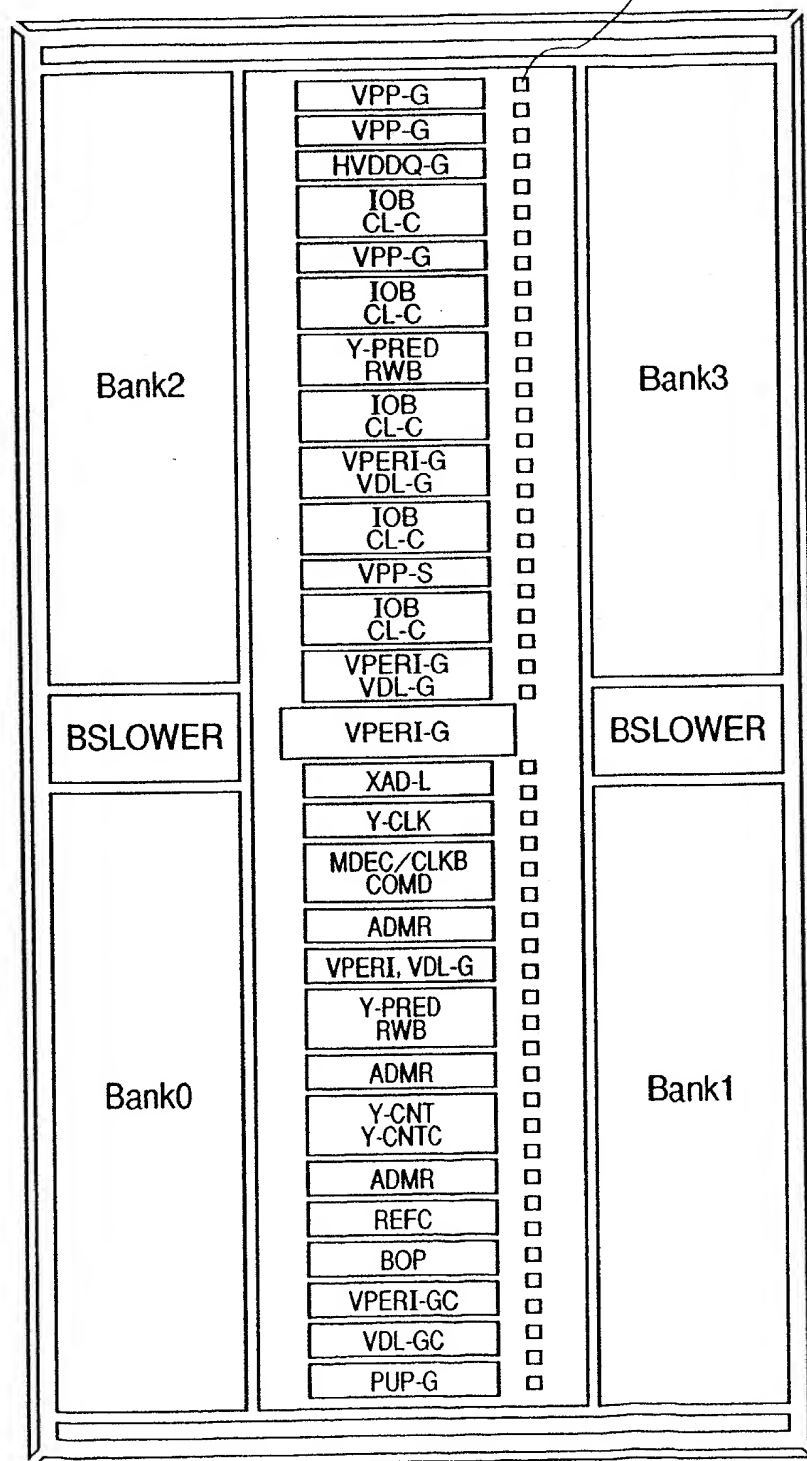 VPP-G
VPP-G
HVDDQ-G
IOB
CL-C
VPP-G
IOB
CL-C
Y-PRED
RWB
Bank2
Bank3
IOB
CL-C
VPERI-G
VDL-G
IOB
CL-C
VPP-S
IOB
CL-C
VPERI-G
VDL-G
BSLOWER
VPERI-G
BSLOWER
XAD-L
Y-CLK
MDEC/CLKB
COMD
ADMR
VPERI, VDL-G
Y-PRED
RWB
ADMR
Bank0
Bank1
Y-CNT
Y-CNTC
ADMR
REFC
BOP
VPERI-GC
VDL-GC
PUP-G